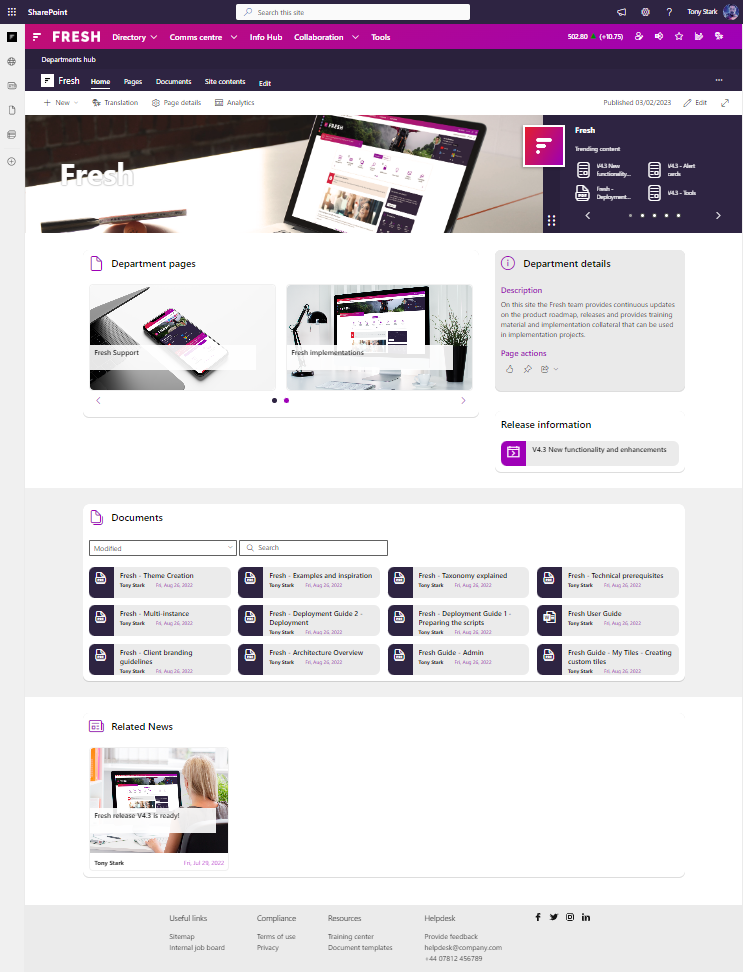 SharePoint
Search this site
Tony Stark
FRESH
Directory
Comms centre
Info Hub
Collaboration
Tools
502.80
(+10.75)
Departments hub
Fresh
Home
Pages
Documents
Site contents
Edit
New
Translation
Page details
Analytics
Published 03/02/2023
Edit
Fresh
FRESH
Fresh
Trending content
V4.3 New
functionality...
V4.3 - Alert
cards
Fresh -
Deployment...
V4.3 - Tools
Department pages
Fresh Support
Fresh implementations
Department details
Description
On this site the Fresh team provides continuous updates
on the product roadmap, releases and provides training
material and implementation collateral that can be used
in implementation projects.
Page actions
Release information
V4.3 New functionality and enhancements
Documents
Modified
Search
Fresh - Theme Creation
Tony Stark Fri, Aug 26, 2022
Fresh - Examples and inspiration
Tony Stark Fri, Aug 26, 2022
Fresh - Taxonomy explained
Tony Stark Fri, Aug 26, 2022
Fresh - Technical prerequisites
Tony Stark Fri, Aug 26, 2022
Fresh - Multi-instance
Tony Stark Fri, Aug 26, 2022
Fresh - Deployment Guide 2 -
Deployment
Tony Stark Fri, Aug 26, 2022
Fresh - Deployment Guide 1 -
Preparing the scripts
Tony Stark Fri, Aug 26, 2022
Fresh User Guide
Tony Stark Fri, Aug 26, 2022
Fresh - Client branding
guidelines
Tony Stark Fri, Aug 26, 2022
Fresh - Architecture Overview
Tony Stark Fri, Aug 26, 2022
Fresh Guide - Admin
Tony Stark Fri, Aug 26, 2022
Fresh Guide - My Tiles - Creating
custom tiles
Tony Stark Fri, Aug 26, 2022
Related News
Fresh release V4.3 is ready!
Tony Stark
Fri, Jul 29, 2022
Useful links
Sitemap
Internal job board
Compliance
Terms of use
Privacy
Resources
Training center
Document templates
Helpdesk
Provide feedback
helpdesk@company.com
+44 07812 456789